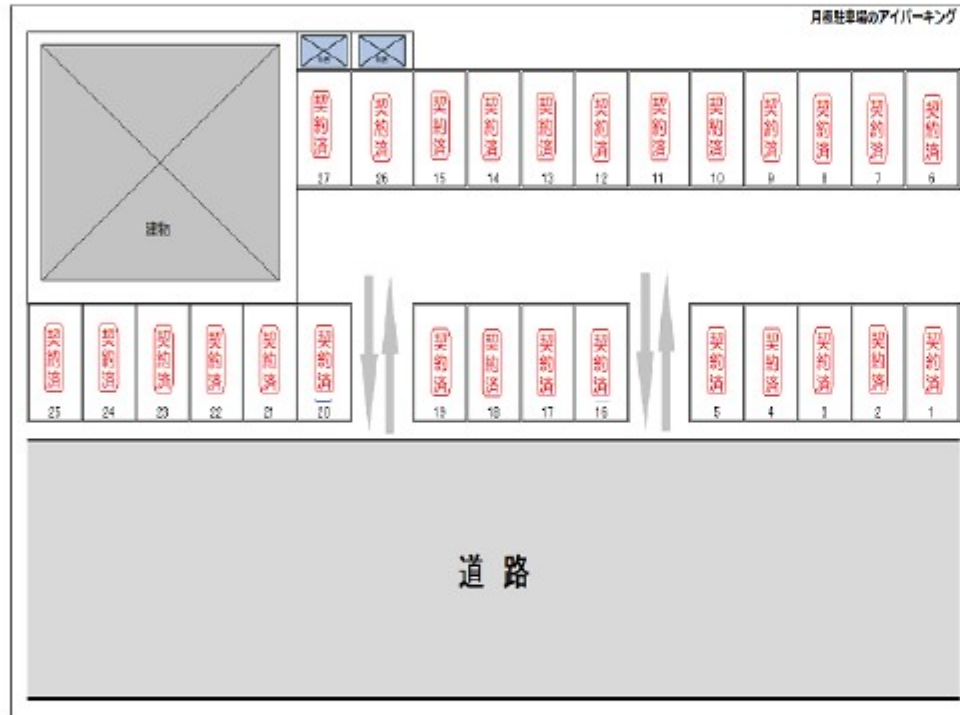 月極駐車場のアイパーキング
契約済 契約済 契約済 契約済 契約済 契約済 契約済 契約済 契約済 契約済 契約済 契約済
27 26 15 14 13 12 11 10 9 8 7 6
建物
契約済 契約済 契約済 契約済 契約済 契約済 契約済 契約済 契約済 契約済 契約済 契約済 契約済 契約済 契約済
25 24 23 22 21 20 19 18 17 16 5 4 3 2 1
道路